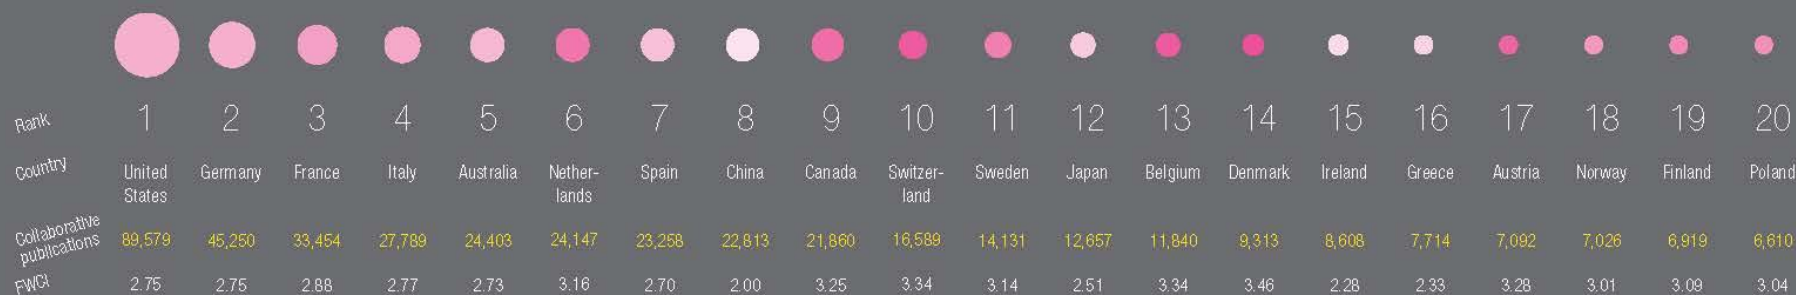 Rank 1 2 3 4 5 6 7 8 9 10 11 12 13 14 15 16 17 18 19 20
Country United Germany France Italy Australia Nether- Spain China Canada Switzer- Sweden Japan Belgium Denmark Ireland Greece Austria Norway Finland Poland
States lands land
Collaborative
publications 89,579 45,250 33,454 27,789 24,403 24,147 23,258 22,813 21,860 16,589 14,131 12,657 11,840 9,313 8,608 7,714 7,092 7,026 6,919 6,610
FWCI 2.75 2.75 2.88 2.77 2.73 3.16 2.70 2.00 3.25 3.34 3.14 2.51 3.34 3.46 2.28 2.33 3.28 3.01 3.09 3.04